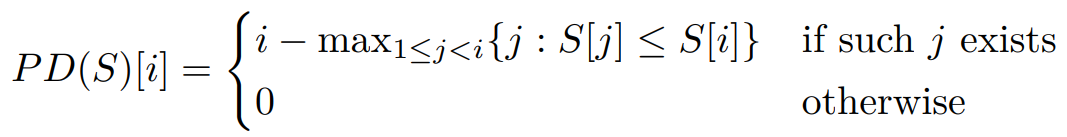 PD(S)[i] = { i − max_{1≤j<i}{j : S[j] ≤ S[i]} if such j exists
0 otherwise